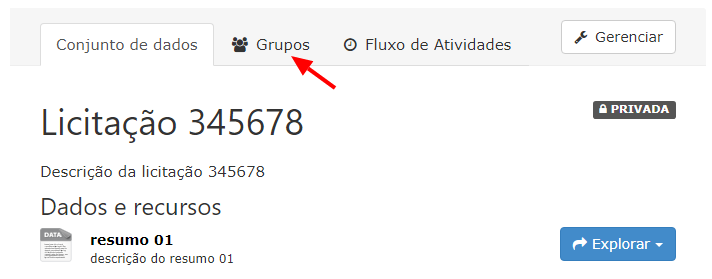 Conjunto de dados
Grupos
Fluxo de Atividades
Gerenciar
Licitação 345678
PRIVADA
Descrição da licitação 345678
Dados e recursos
DATA
resumo 01
descrição do resumo 01
Explorar